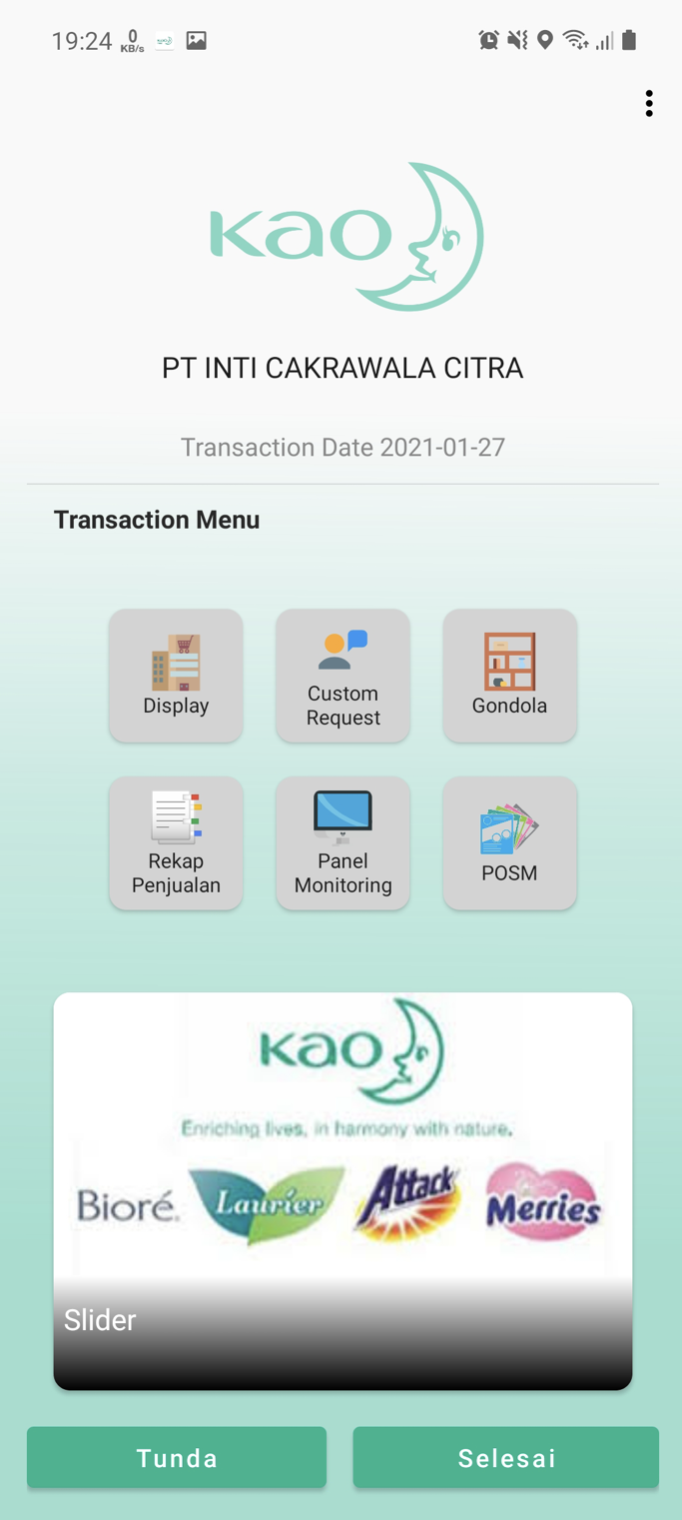 19:24
0
KB/s
Kao
PT INTI CAKRAWALA CITRA
Transaction Date 2021-01-27
Transaction Menu
Display
Custom
Request
Gondola
Rekap
Penjualan
Panel
Monitoring
POSM
Kao
Enriching lives, in harmony with nature.
Bioré. Laurier Attack Merries
Slider
Tunda Selesai